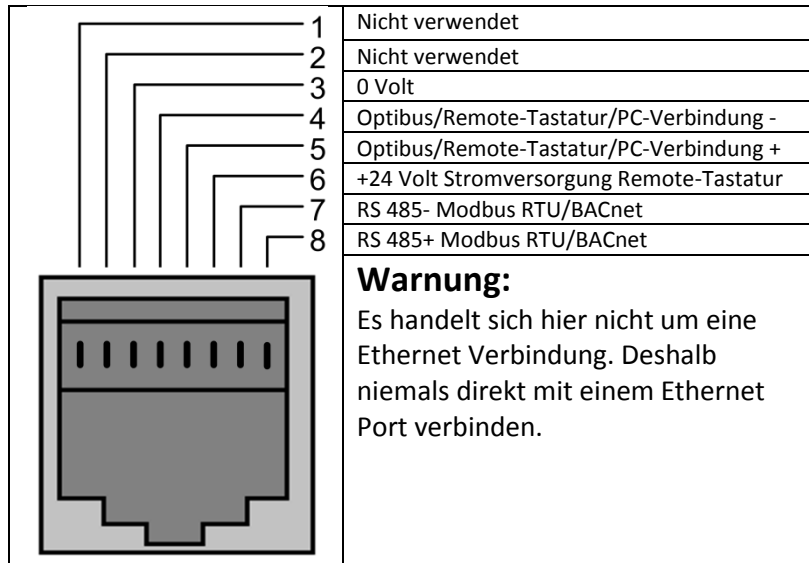 1 Nicht verwendet
2 Nicht verwendet
3 0 Volt
4 Optibus/Remote-Tastatur/PC-Verbindung -
5 Optibus/Remote-Tastatur/PC-Verbindung +
6 +24 Volt Stromversorgung Remote-Tastatur
7 RS 485- Modbus RTU/BACnet
8 RS 485+ Modbus RTU/BACnet
Warnung:
Es handelt sich hier nicht um eine
Ethernet Verbindung. Deshalb
niemals direkt mit einem Ethernet
Port verbinden.